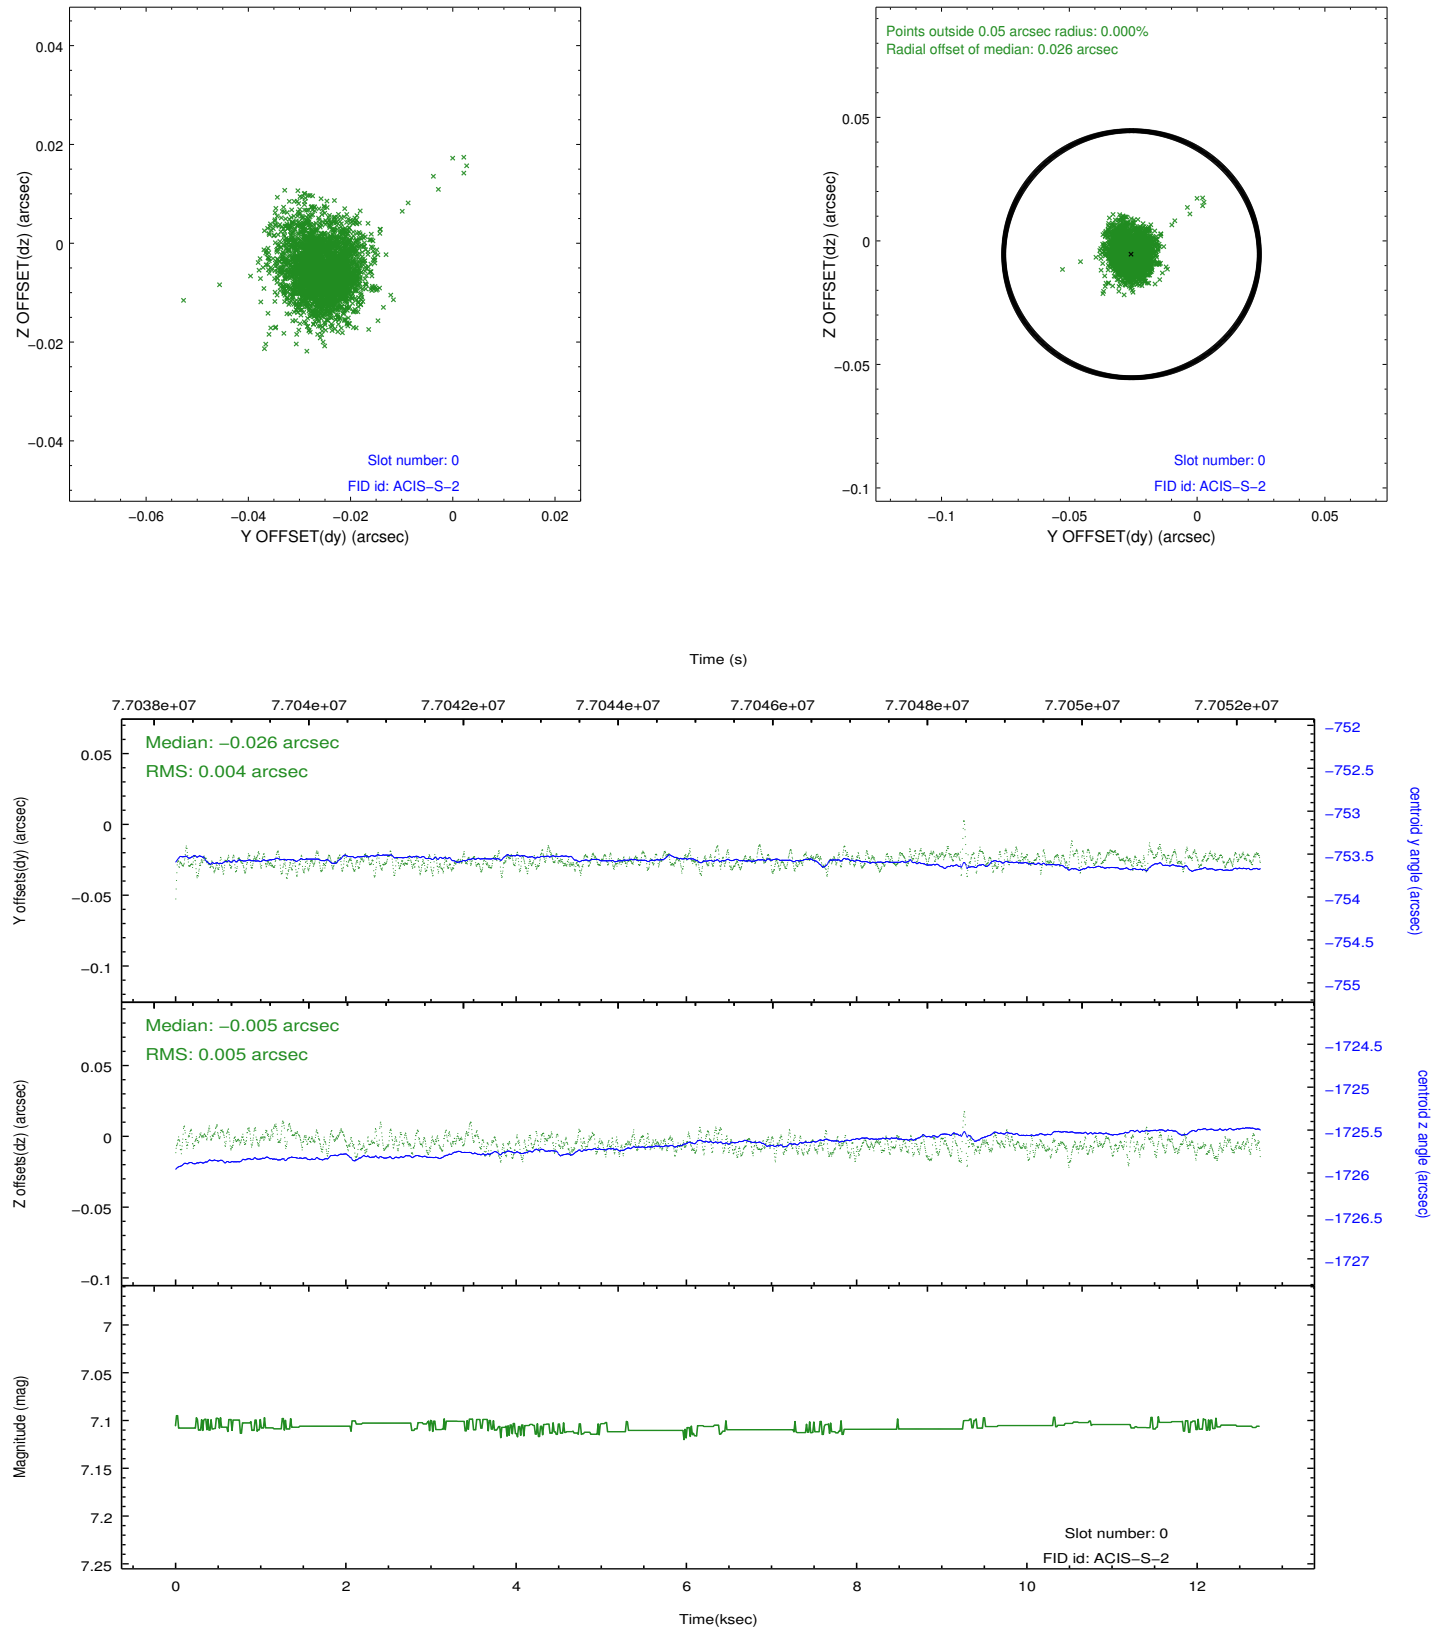 0.04
0.02
0
−0.02
−0.04
Z OFFSET(dz) (arcsec)
Slot number: 0
FID id: ACIS−S−2
−0.06
−0.04
−0.02
0
0.02
Y OFFSET(dy) (arcsec)
Points outside 0.05 arcsec radius: 0.000%
Radial offset of median: 0.026 arcsec
0.05
0
−0.05
−0.1
Z OFFSET(dz) (arcsec)
Slot number: 0
FID id: ACIS−S−2
−0.1
−0.05
0
0.05
Y OFFSET(dy) (arcsec)
Time (s)
7.7038e+07
7.704e+07
7.7042e+07
7.7044e+07
7.7046e+07
7.7048e+07
7.705e+07
7.7052e+07
Median: −0.026 arcsec
RMS: 0.004 arcsec
0.05
0
−0.05
−0.1
Y offsets(dy) (arcsec)
−752
−752.5
−753
−753.5
−754
−754.5
−755
centroid y angle (arcsec)
Median: −0.005 arcsec
RMS: 0.005 arcsec
0.05
0
−0.05
−0.1
Z offsets(dz) (arcsec)
−1724.5
−1725
−1725.5
−1726
−1726.5
−1727
centroid z angle (arcsec)
7
7.05
7.1
7.15
7.2
7.25
Magnitude (mag)
Slot number: 0
FID id: ACIS−S−2
0
2
4
6
8
10
12
Time(ksec)